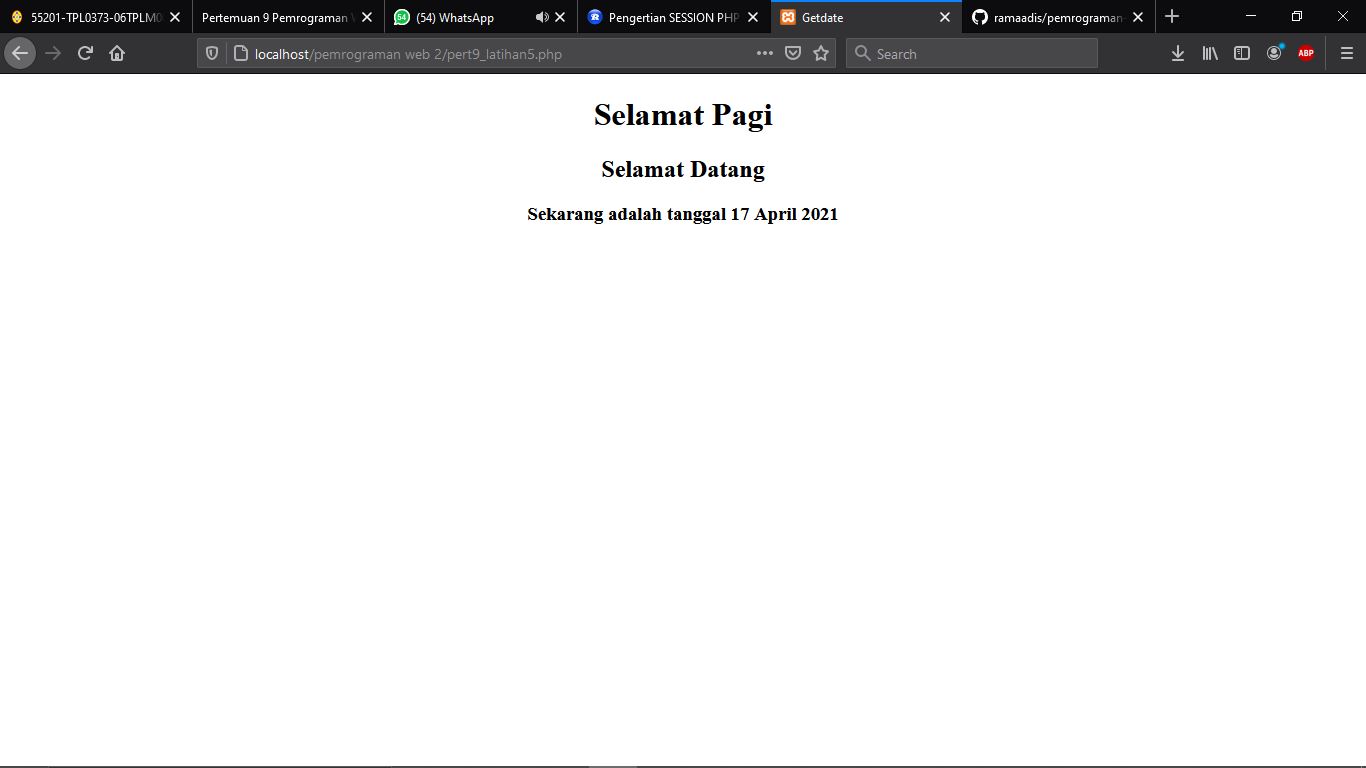 55201-TPL0373-06TPLM0
Pertemuan 9 Pemrograman
(54) WhatsApp
Pengertian SESSION PHP
Getdate
ramaadis/pemrograman-
localhost/pemrograman web 2/pert9_latihan5.php
Search
ABP
Selamat Pagi
Selamat Datang
Sekarang adalah tanggal 17 April 2021